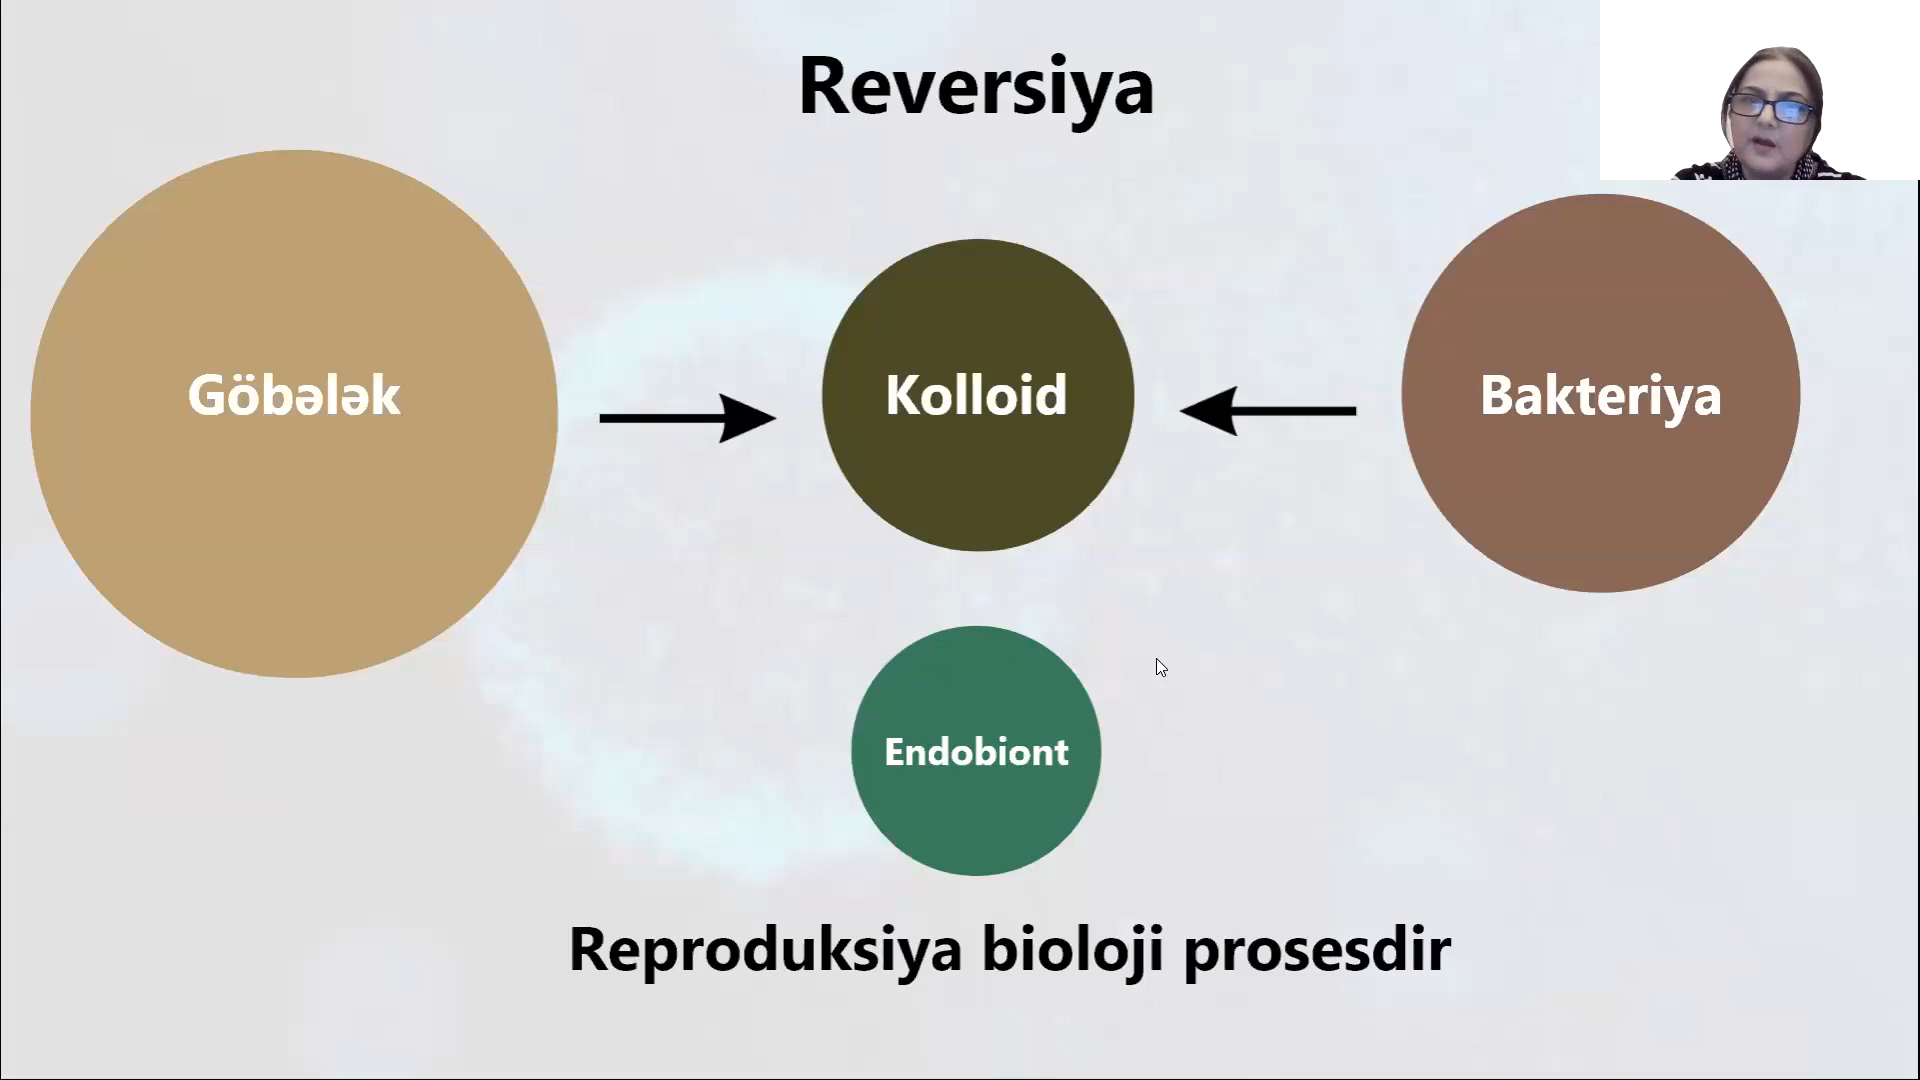 Reversiya
Göbələk
Kolloid
Bakteriya
Endobiont
Reproduksiya bioloji prosesdir